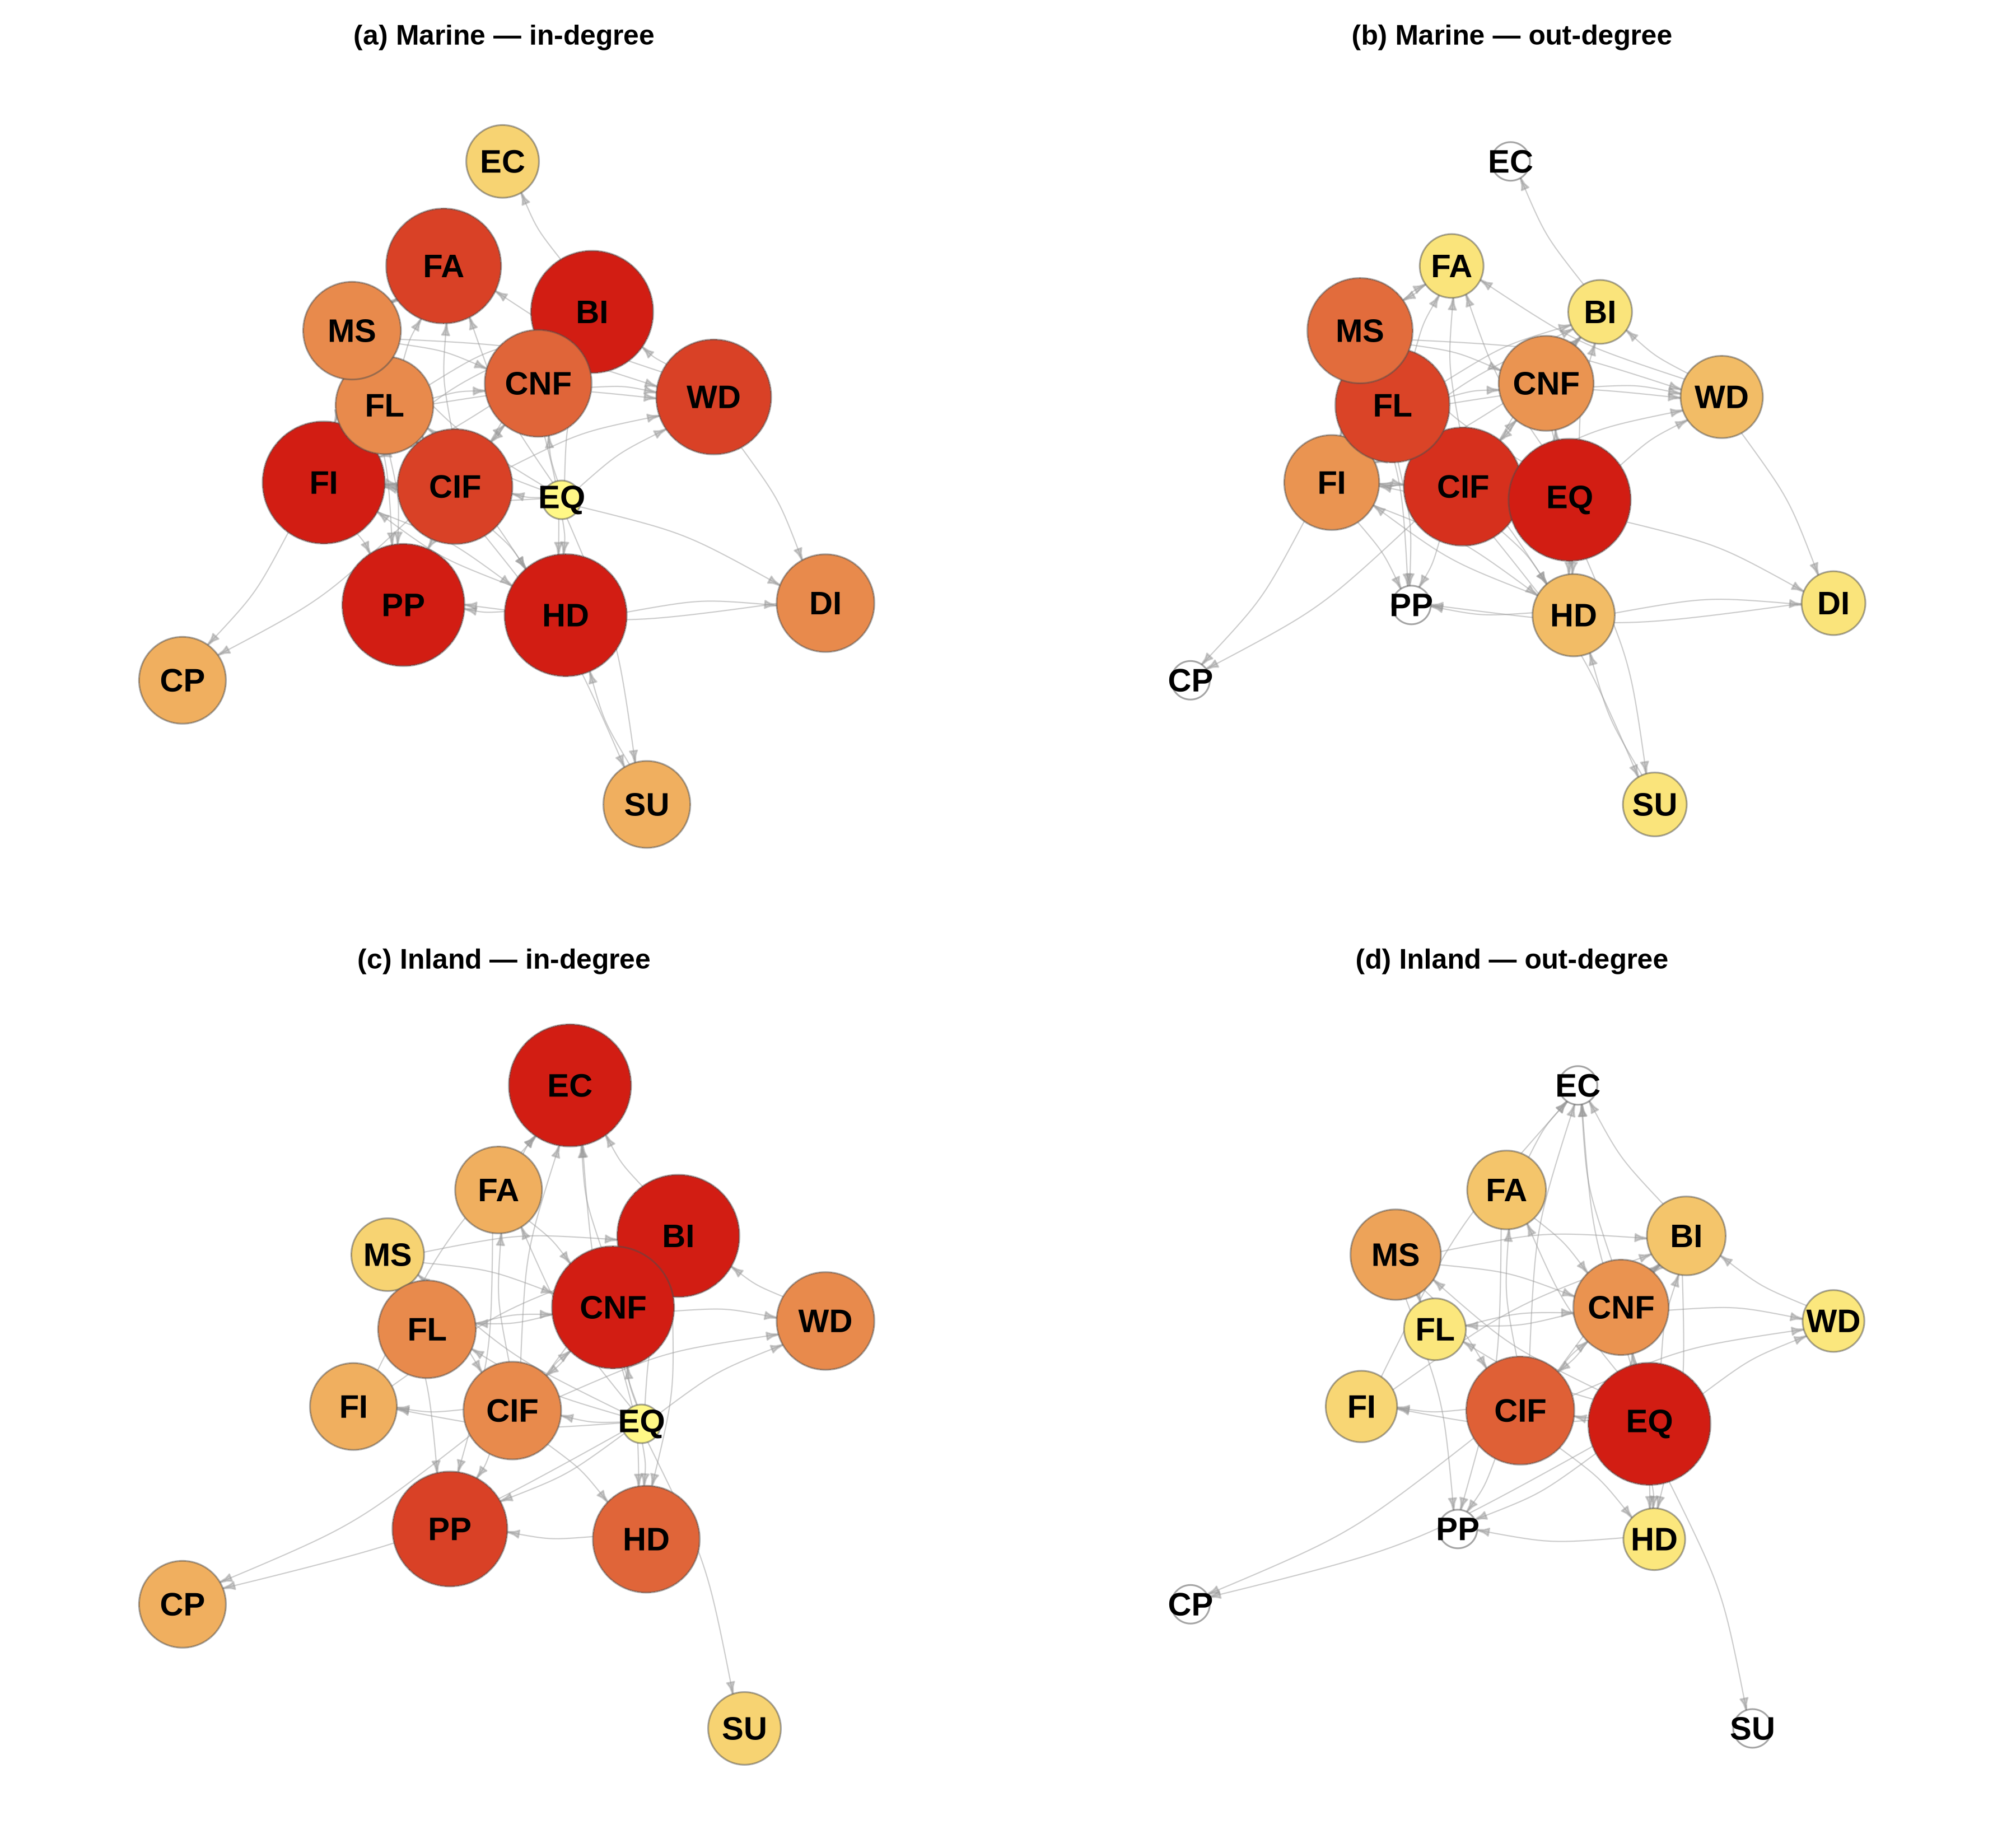 (a) Marine — in-degree
EC
FA
BI
MS
CNF
WD
FL
FI
CIF
EQ
PP
HD
DI
CP
SU
(b) Marine — out-degree
EC
FA
BI
MS
CNF
WD
FL
FI
CIF
EQ
PP
HD
DI
CP
SU
(c) Inland — in-degree
EC
FA
BI
MS
CNF
WD
FL
FI
CIF
EQ
PP
HD
CP
SU
(d) Inland — out-degree
EC
FA
BI
MS
CNF
WD
FL
FI
CIF
EQ
PP
HD
CP
SU